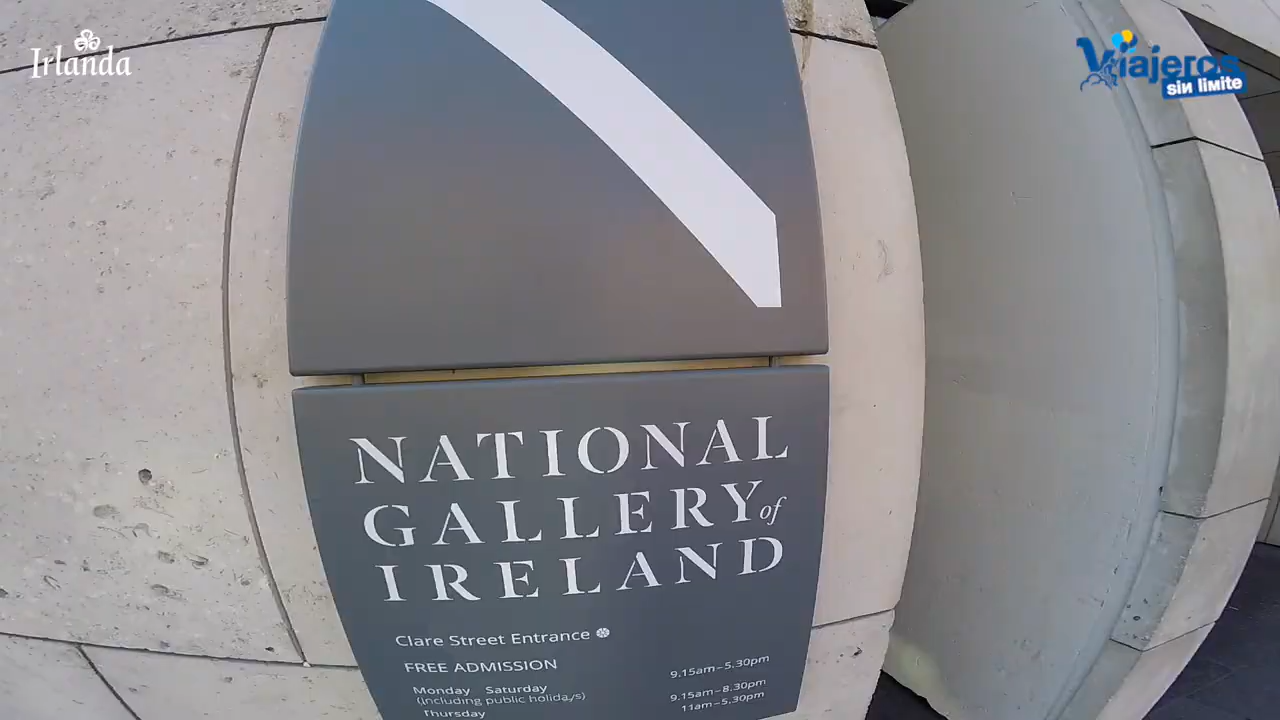 Irlanda
Viajeros
sin limite
NATIONAL
GALLERY of
IRELAND
Clare Street Entrance
FREE ADMISSION
Monday Saturday 9.15am–5.30pm
(including public holidays)
Thursday 9.15am–8.30pm
11am–5.30pm